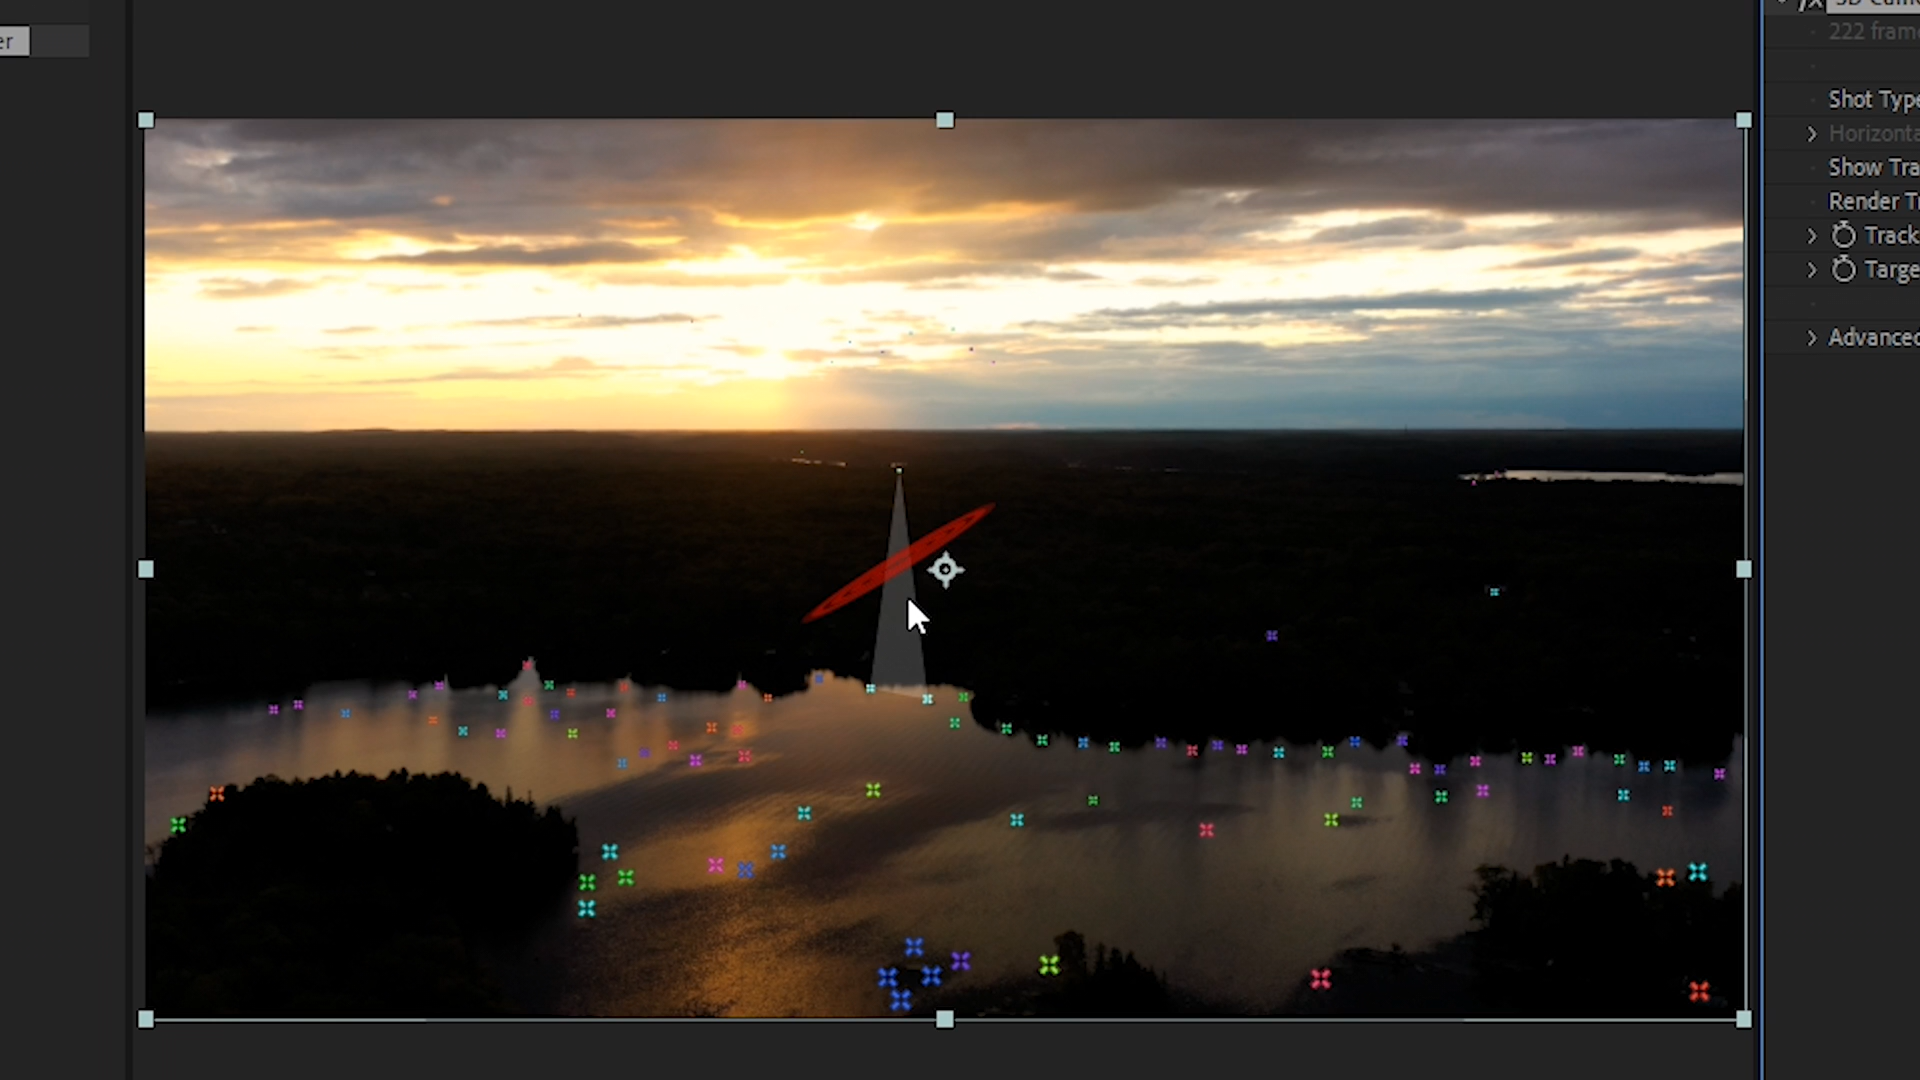 er
222 fram
Shot Type
Horizonta
Show Tra
Render T
Track
Targe
Advanced